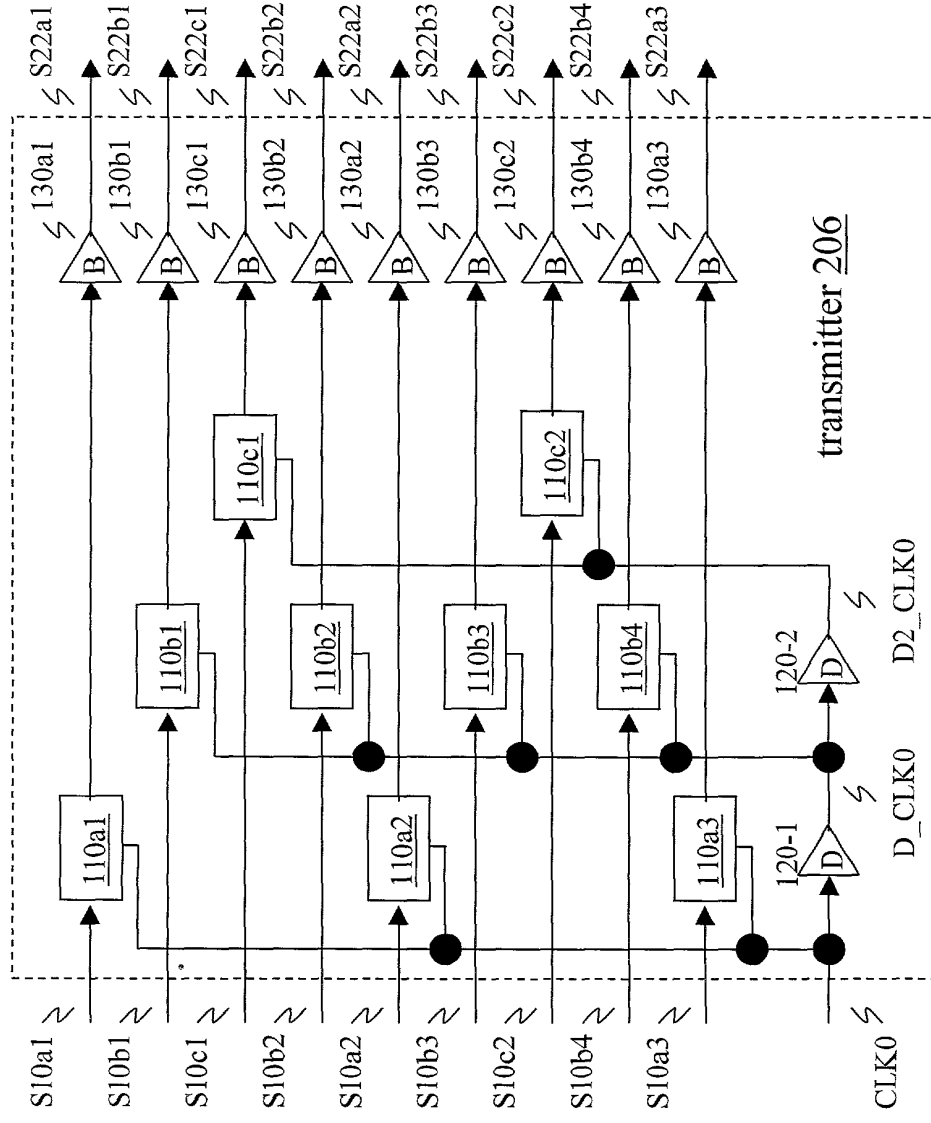 S22a1
S22b1
S22c1
S22b2
S22a2
S22b3
S22c2
S22b4
S22a3
130a1
130b1
130c1
130b2
130a2
130b3
130c2
130b4
130a3
B
B
B
B
B
B
B
B
B
transmitter 206
110c1
110c2
110b1
110b2
110b3
110b4
120-2
D
D2_CLK0
110a1
110a2
110a3
120-1
D
D_CLK0
S10a1
S10b1
S10c1
S10b2
S10a2
S10b3
S10c2
S10b4
S10a3
CLK0